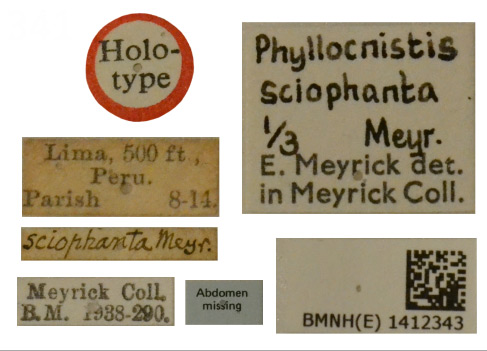 Holo-
type
Phyllocnistis
sciophanta
1/3 Meyr.
E. Meyrick det.
in Meyrick Coll.
Lima, 500 ft.,
Peru.
Parish 8-14.
sciophanta Meyr.
Meyrick Coll.
B.M. 1938-290.
Abdomen
missing
BMNH(E) 1412343